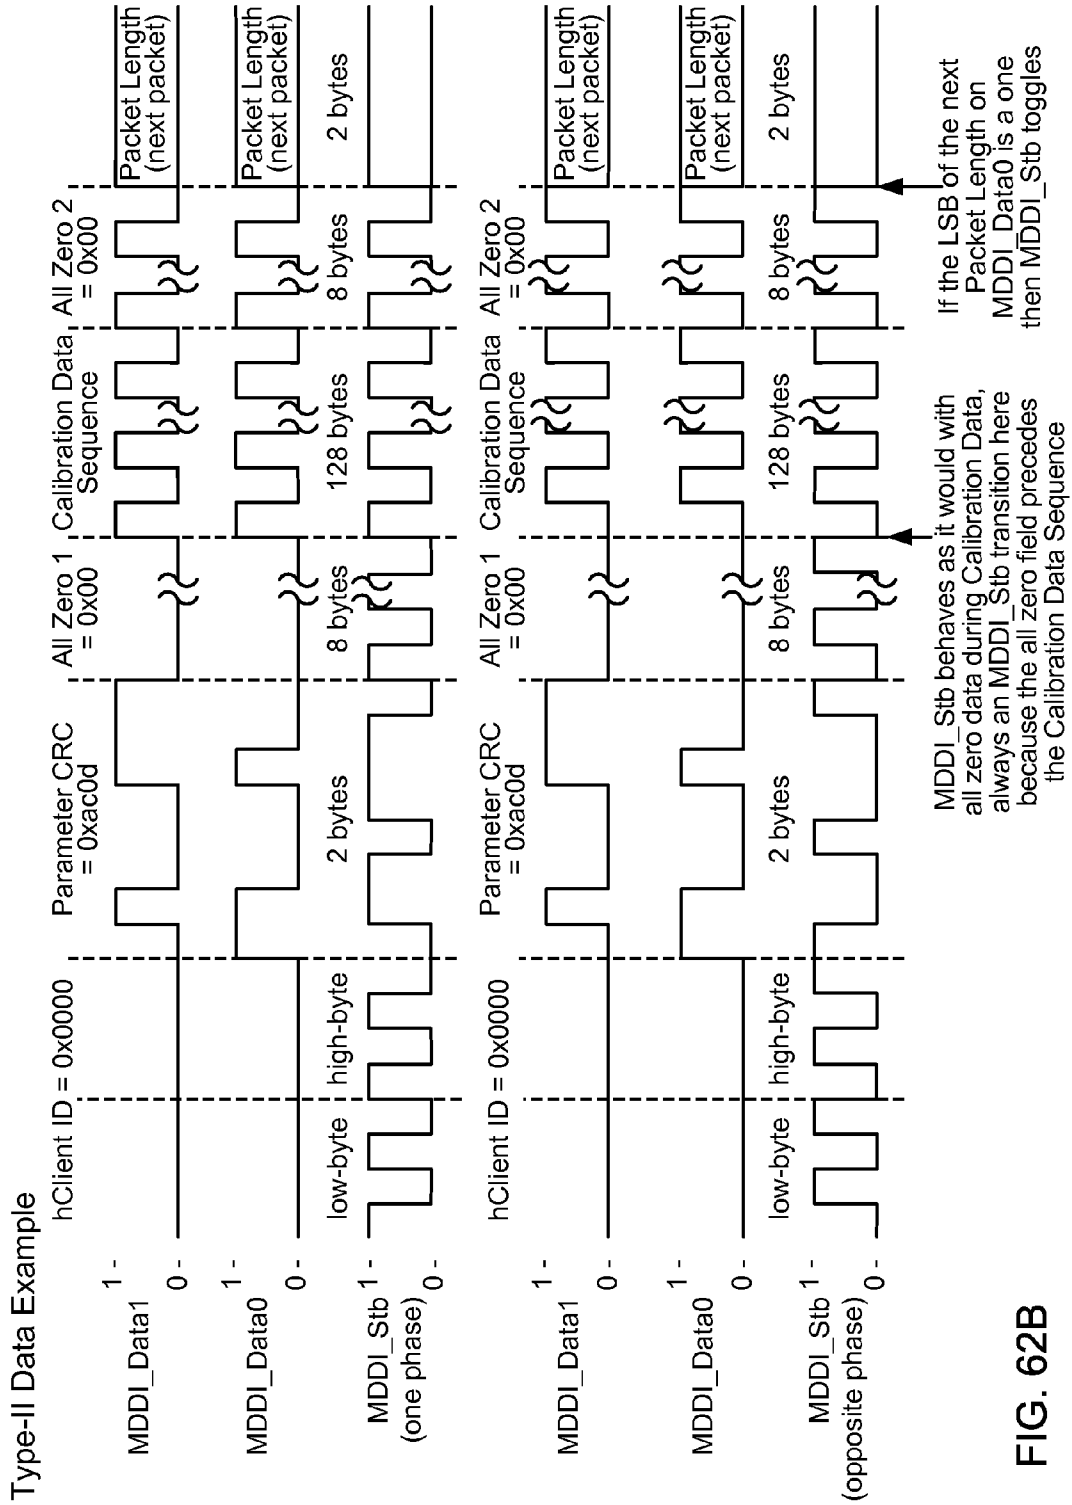 Type-II Data Example
hClient ID = 0x0000
Parameter CRC
= 0xac0d
All Zero 1
= 0x00
Calibration Data
Sequence
All Zero 2
= 0x00
MDDI_Data1
1 -
0 -
Packet Length
(next packet)
MDDI_Data0
1 -
0 -
Packet Length
(next packet)
low-byte
high-byte
2 bytes
8 bytes
128 bytes
8 bytes
2 bytes
MDDI_Stb
(one phase)
1 -
0 -
hClient ID = 0x0000
Parameter CRC
= 0xac0d
All Zero 1
= 0x00
Calibration Data
Sequence
All Zero 2
= 0x00
MDDI_Data1
1 -
0 -
Packet Length
(next packet)
MDDI_Data0
1 -
0 -
Packet Length
(next packet)
low-byte
high-byte
2 bytes
8 bytes
128 bytes
8 bytes
2 bytes
MDDI_Stb
(opposite phase)
1 -
0 -
MDDI_Stb behaves as it would with
all zero data during Calibration Data,
always an MDDI_Stb transition here
because the all zero field precedes
the Calibration Data Sequence
If the LSB of the next
Packet Length on
MDDI_Data0 is a one
then MDDI_Stb toggles
FIG. 62B